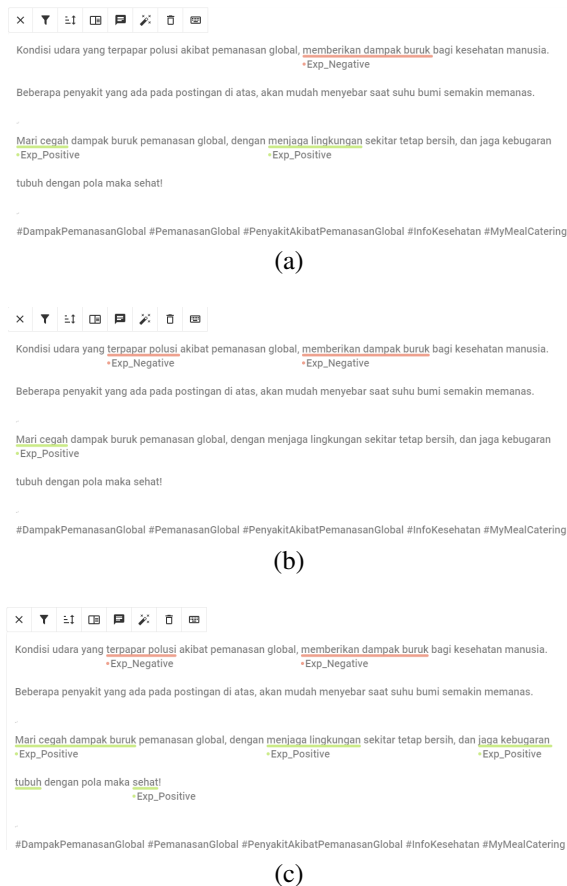 Kondisi udara yang terpapar polusi akibat pemanasan global, memberikan dampak buruk bagi kesehatan manusia.
•Exp_Negative
Beberapa penyakit yang ada pada postingan di atas, akan mudah menyebar saat suhu bumi semakin memanas.
.
Mari cegah dampak buruk pemanasan global, dengan menjaga lingkungan sekitar tetap bersih, dan jaga kebugaran
•Exp_Positive •Exp_Positive
tubuh dengan pola maka sehat!
.
#DampakPemanasanGlobal #PemanasanGlobal #PenyakitAkibatPemanasanGlobal #InfoKesehatan #MyMealCatering
(a)
Kondisi udara yang terpapar polusi akibat pemanasan global, memberikan dampak buruk bagi kesehatan manusia.
•Exp_Negative •Exp_Negative
Beberapa penyakit yang ada pada postingan di atas, akan mudah menyebar saat suhu bumi semakin memanas.
.
Mari cegah dampak buruk pemanasan global, dengan menjaga lingkungan sekitar tetap bersih, dan jaga kebugaran
•Exp_Positive
tubuh dengan pola maka sehat!
.
#DampakPemanasanGlobal #PemanasanGlobal #PenyakitAkibatPemanasanGlobal #InfoKesehatan #MyMealCatering
(b)
Kondisi udara yang terpapar polusi akibat pemanasan global, memberikan dampak buruk bagi kesehatan manusia.
•Exp_Negative •Exp_Negative
Beberapa penyakit yang ada pada postingan di atas, akan mudah menyebar saat suhu bumi semakin memanas.
.
Mari cegah dampak buruk pemanasan global, dengan menjaga lingkungan sekitar tetap bersih, dan jaga kebugaran
•Exp_Positive •Exp_Positive •Exp_Positive
tubuh dengan pola maka sehat!
•Exp_Positive
.
#DampakPemanasanGlobal #PemanasanGlobal #PenyakitAkibatPemanasanGlobal #InfoKesehatan #MyMealCatering
(c)